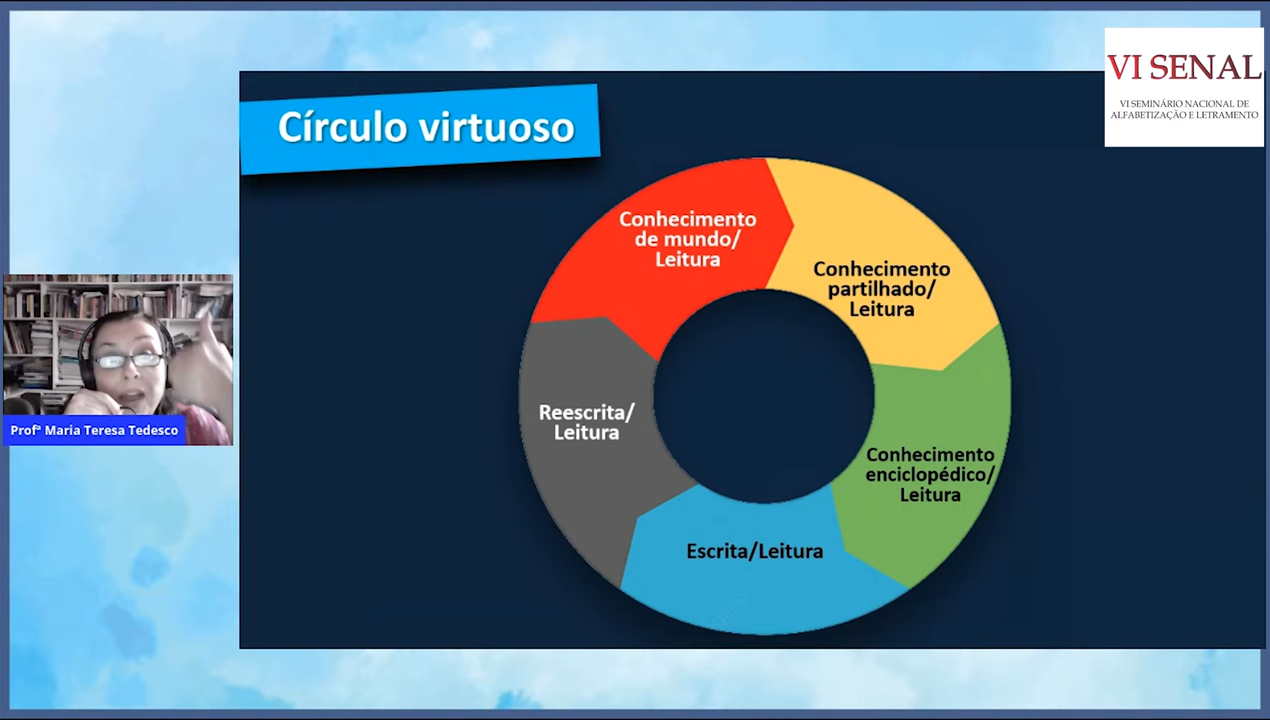 VI SENAL
VI SEMINÁRIO NACIONAL DE
ALFABETIZAÇÃO E LETRAMENTO
Círculo virtuoso
Conhecimento
de mundo/
Leitura
Conhecimento
partilhado/
Leitura
Conhecimento
enciclopédico/
Leitura
Escrita/Leitura
Reescrita/
Leitura
Profª Maria Teresa Tedesco